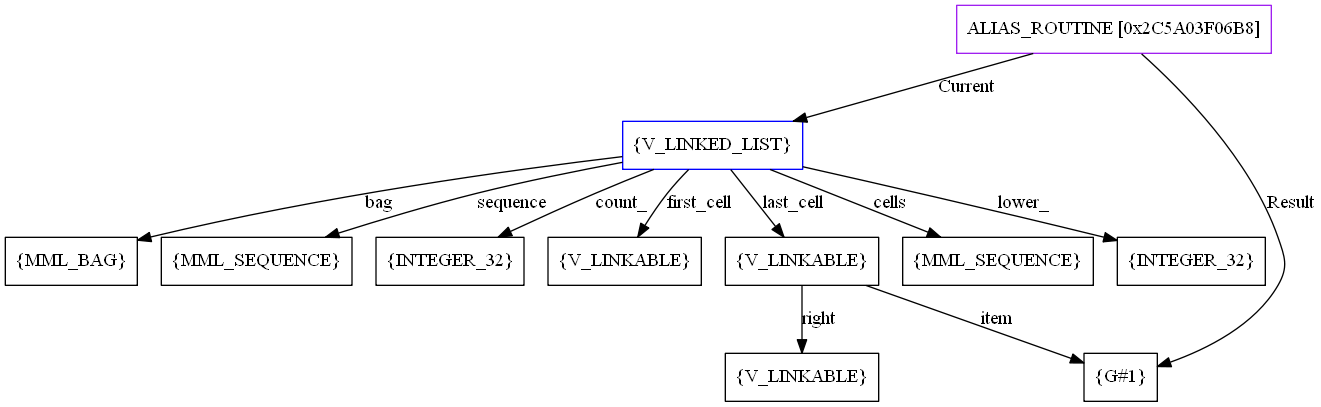 ALIAS_ROUTINE [0x2C5A03F06B8]
Current
{V_LINKED_LIST}
bag
sequence
count_
first_cell
last_cell
cells
lower_
Result
{MML_BAG}
{MML_SEQUENCE}
{INTEGER_32}
{V_LINKABLE}
{V_LINKABLE}
{MML_SEQUENCE}
{INTEGER_32}
right
item
{V_LINKABLE}
{G#1}